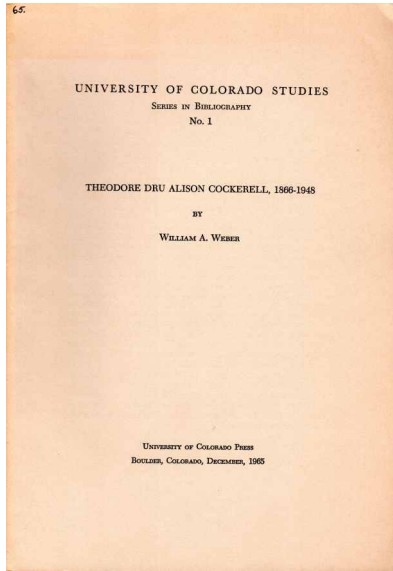 65.
UNIVERSITY OF COLORADO STUDIES
SERIES IN BIBLIOGRAPHY
No. 1
THEODORE DRU ALISON COCKERELL, 1866-1948
BY
WILLIAM A. WEBER
UNIVERSITY OF COLORADO PRESS
BOULDER, COLORADO, DECEMBER, 1965